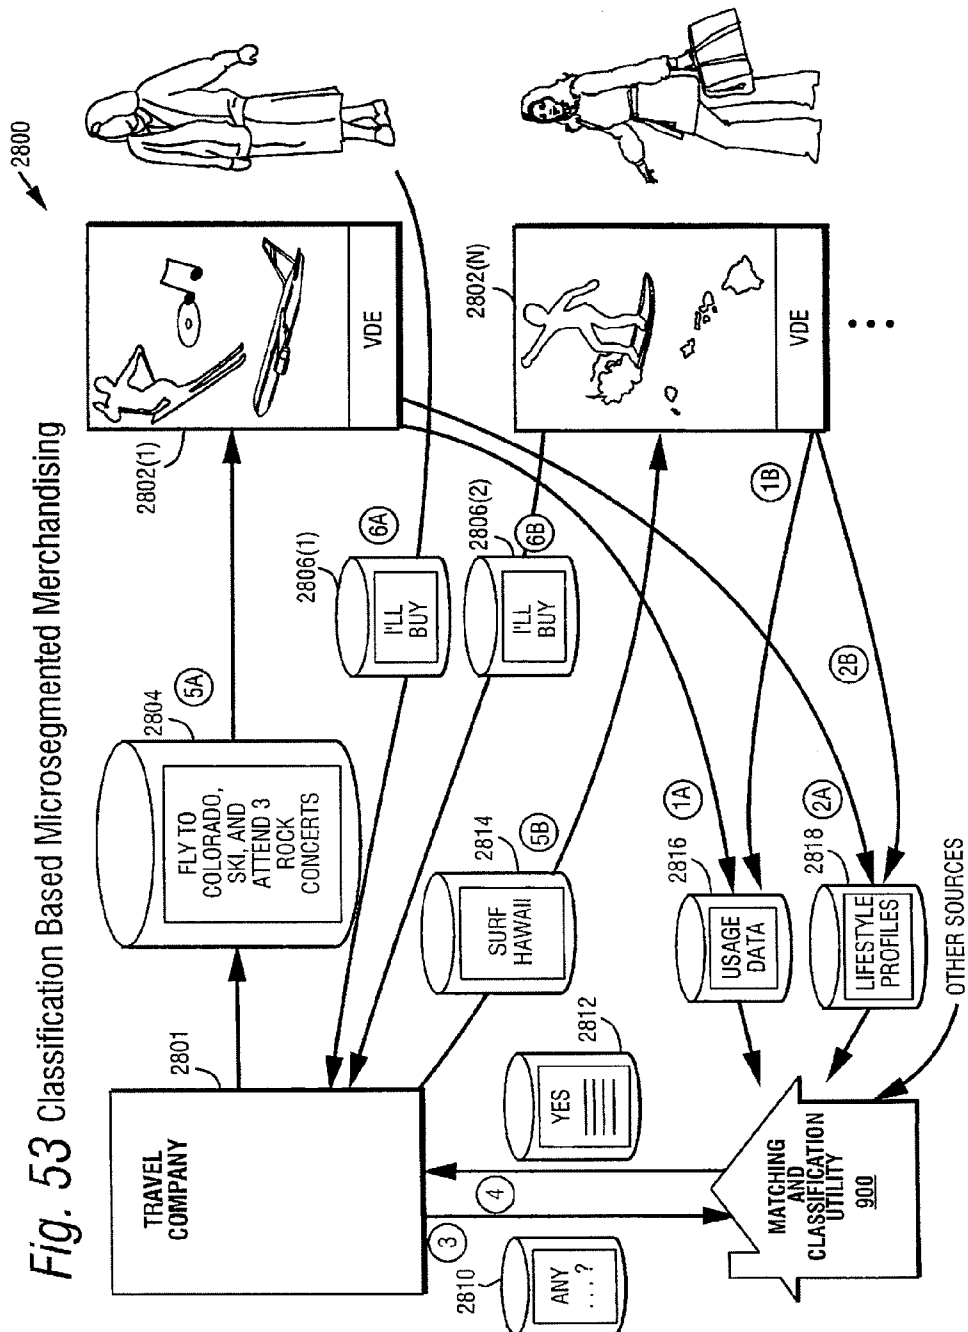 Fig. 53 Classification Based Microsegmented Merchandising
2800
TRAVEL
COMPANY
2801
FLY TO
COLORADO,
SKI, AND
ATTEND 3
ROCK
CONCERTS
2804
5A
2802(1)
VDE
2806(1)
I'LL
BUY
6A
2806(2)
I'LL
BUY
6B
2802(N)
VDE
SURF
HAWAII
2814
5B
3
4
2810
ANY
...?
YES
2812
USAGE
DATA
2816
1A
1B
LIFESTYLE
PROFILES
2818
2A
2B
MATCHING
AND
CLASSIFICATION
UTILITY
900
OTHER SOURCES